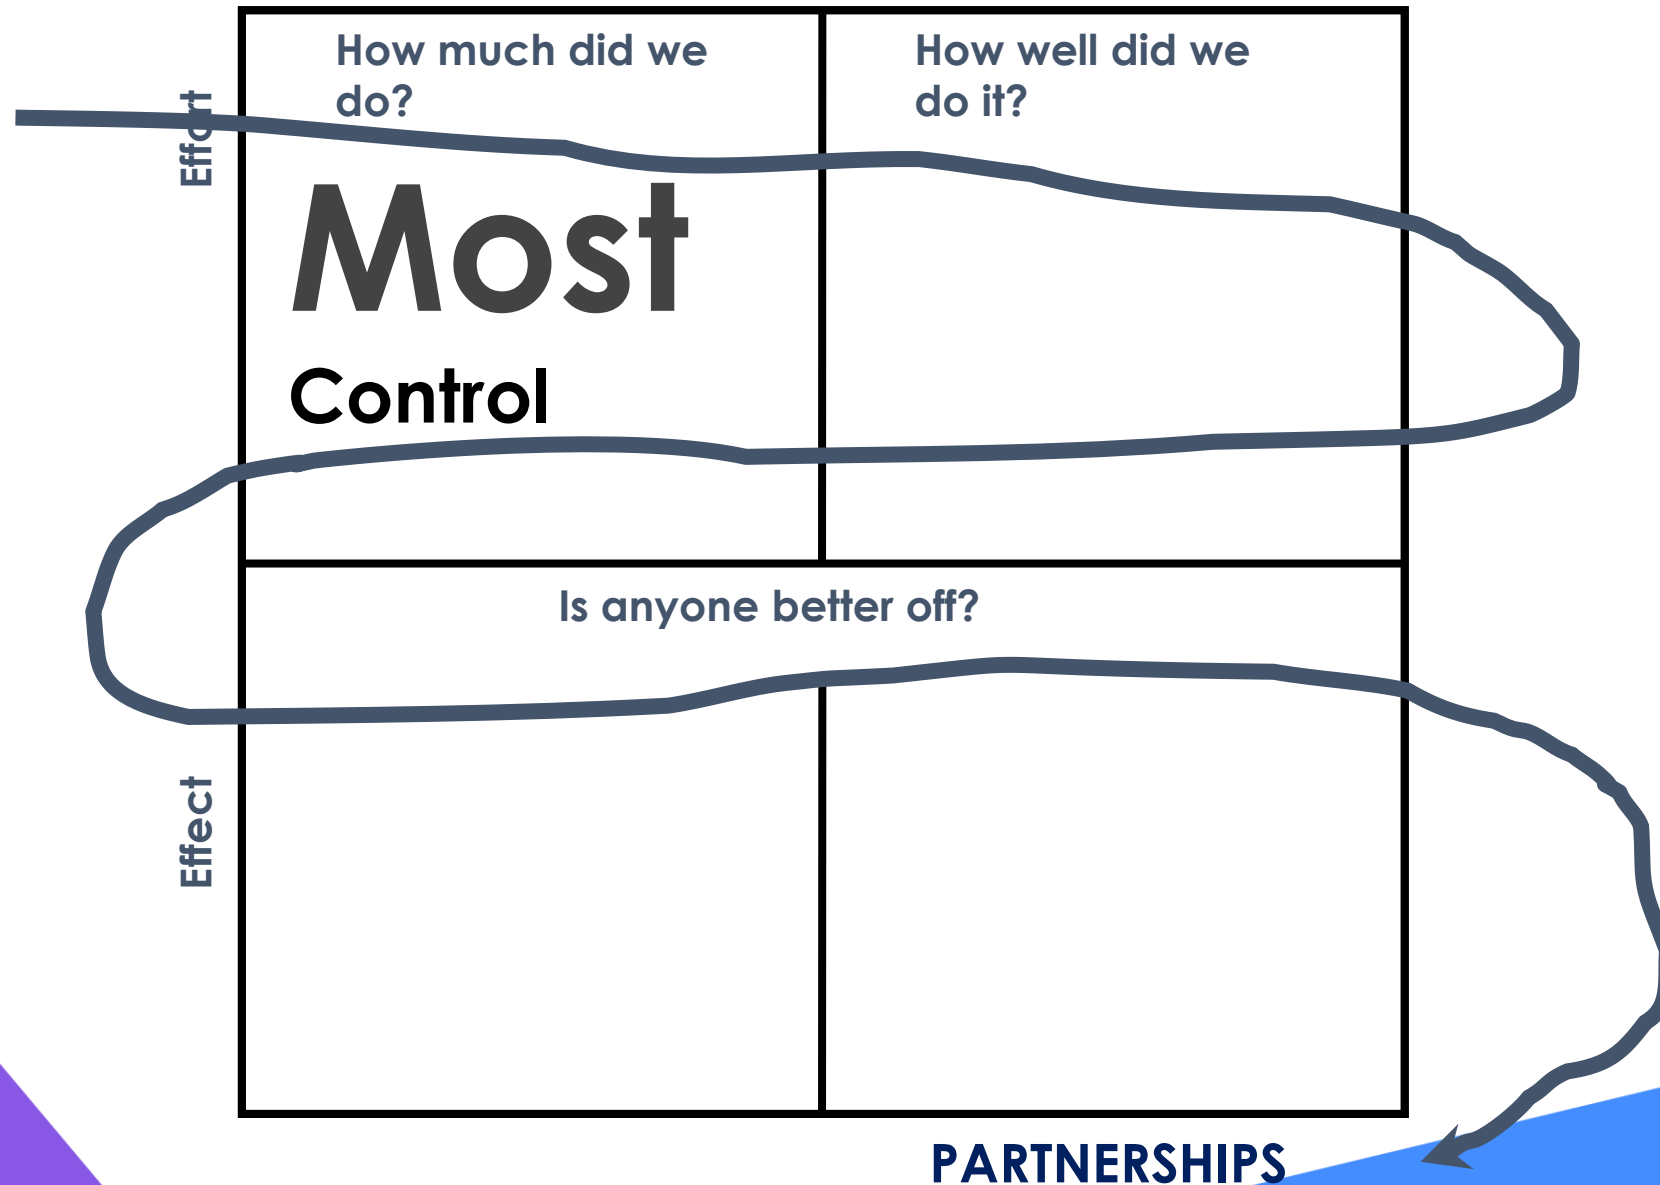 How much did we
do?
How well did we
do it?
Effort
Most
Control
Is anyone better off?
Effect
PARTNERSHIPS